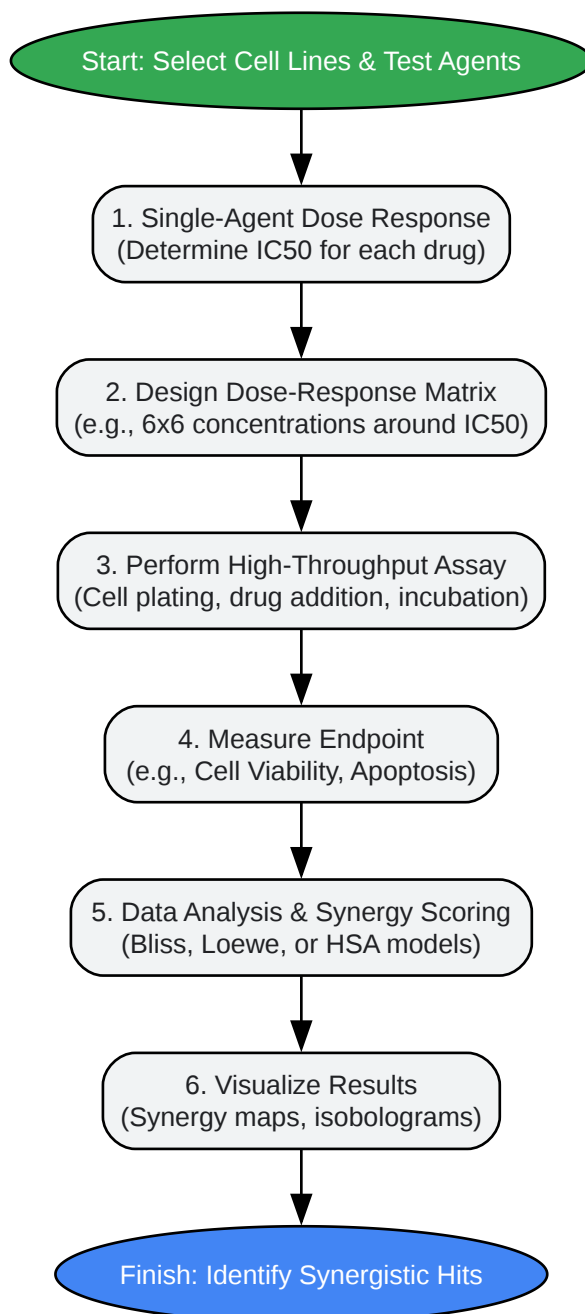 Start: Select Cell Lines & Test Agents
1. Single-Agent Dose Response
(Determine IC50 for each drug)
2. Design Dose-Response Matrix
(e.g., 6x6 concentrations around IC50)
3. Perform High-Throughput Assay
(Cell plating, drug addition, incubation)
4. Measure Endpoint
(e.g., Cell Viability, Apoptosis)
5. Data Analysis & Synergy Scoring
(Bliss, Loewe, or HSA models)
6. Visualize Results
(Synergy maps, isobolograms)
Finish: Identify Synergistic Hits